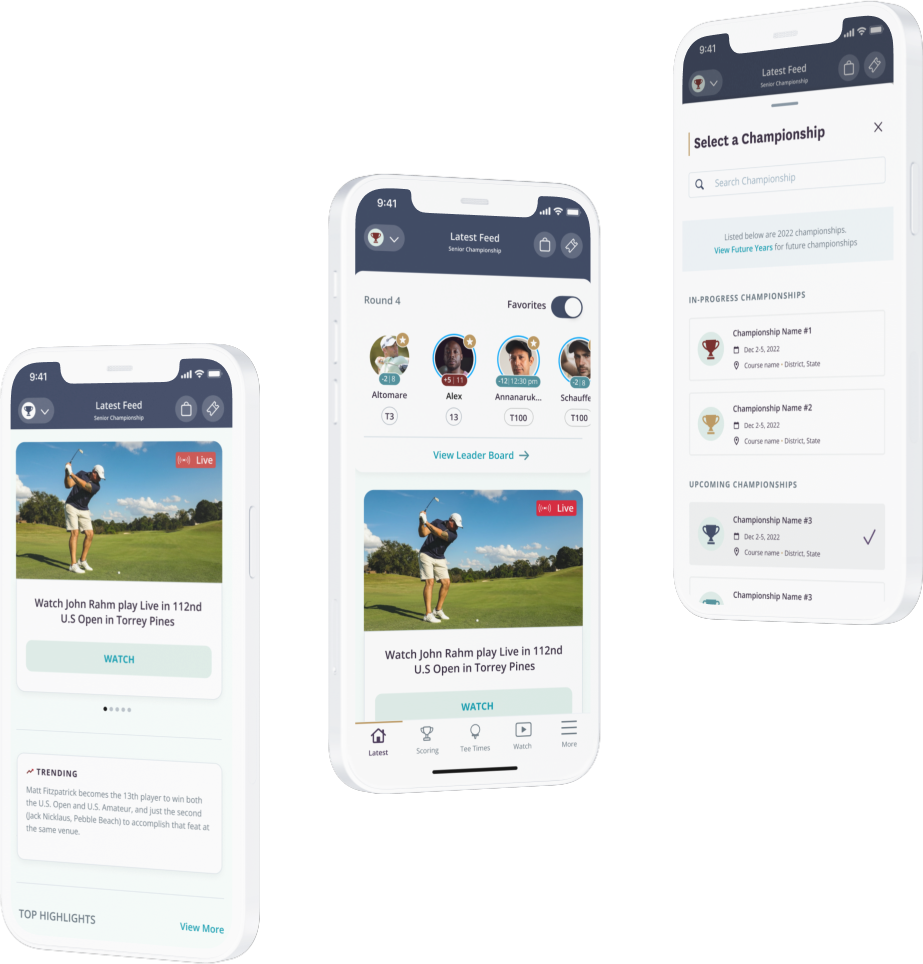 9:41
Latest Feed
Senior Championship
Live
Watch John Rahm play Live in 112nd
U.S Open in Torrey Pines
WATCH
TRENDING
Matt Fitzpatrick becomes the 13th player to win both
the U.S. Open and U.S. Amateur, and just the second
(Jack Nicklaus, Pebble Beach) to accomplish that feat at
the same venue.
TOP HIGHLIGHTS
View More
9:41
Latest Feed
Senior Championship
Round 4
Favorites
-2 | 8
+5 | 11
-12 | 12:30 pm
-2 | 8
Altomare
Alex
Annanaruk...
Schauffe
T3
13
T100
T100
View Leader Board
Live
Watch John Rahm play Live in 112nd
U.S Open in Torrey Pines
WATCH
Latest
Scoring
Tee Times
Watch
More
9:41
Latest Feed
Senior Championship
Select a Championship
Search Championship
Listed below are 2022 championships.
View Future Years for future championships
IN-PROGRESS CHAMPIONSHIPS
Championship Name #1
Dec 2-5, 2022
Course name - District, State
Championship Name #2
Dec 2-5, 2022
Course name - District, State
UPCOMING CHAMPIONSHIPS
Championship Name #3
Dec 2-5, 2022
Course name - District, State
Championship Name #3